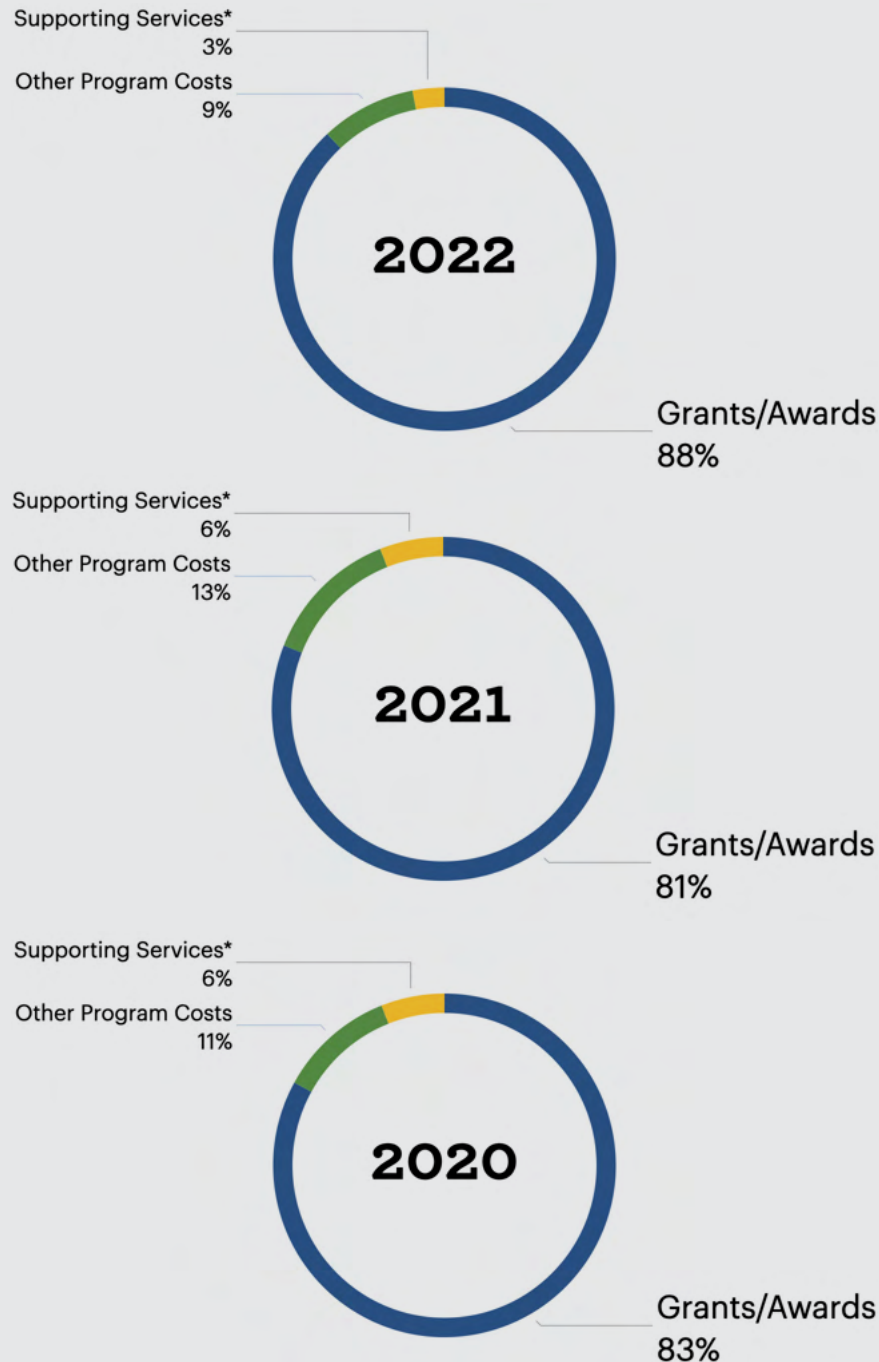 Supporting Services*
3%
Other Program Costs
9%
2022
Grants/Awards
88%
Supporting Services*
6%
Other Program Costs
13%
2021
Grants/Awards
81%
Supporting Services*
6%
Other Program Costs
11%
2020
Grants/Awards
83%